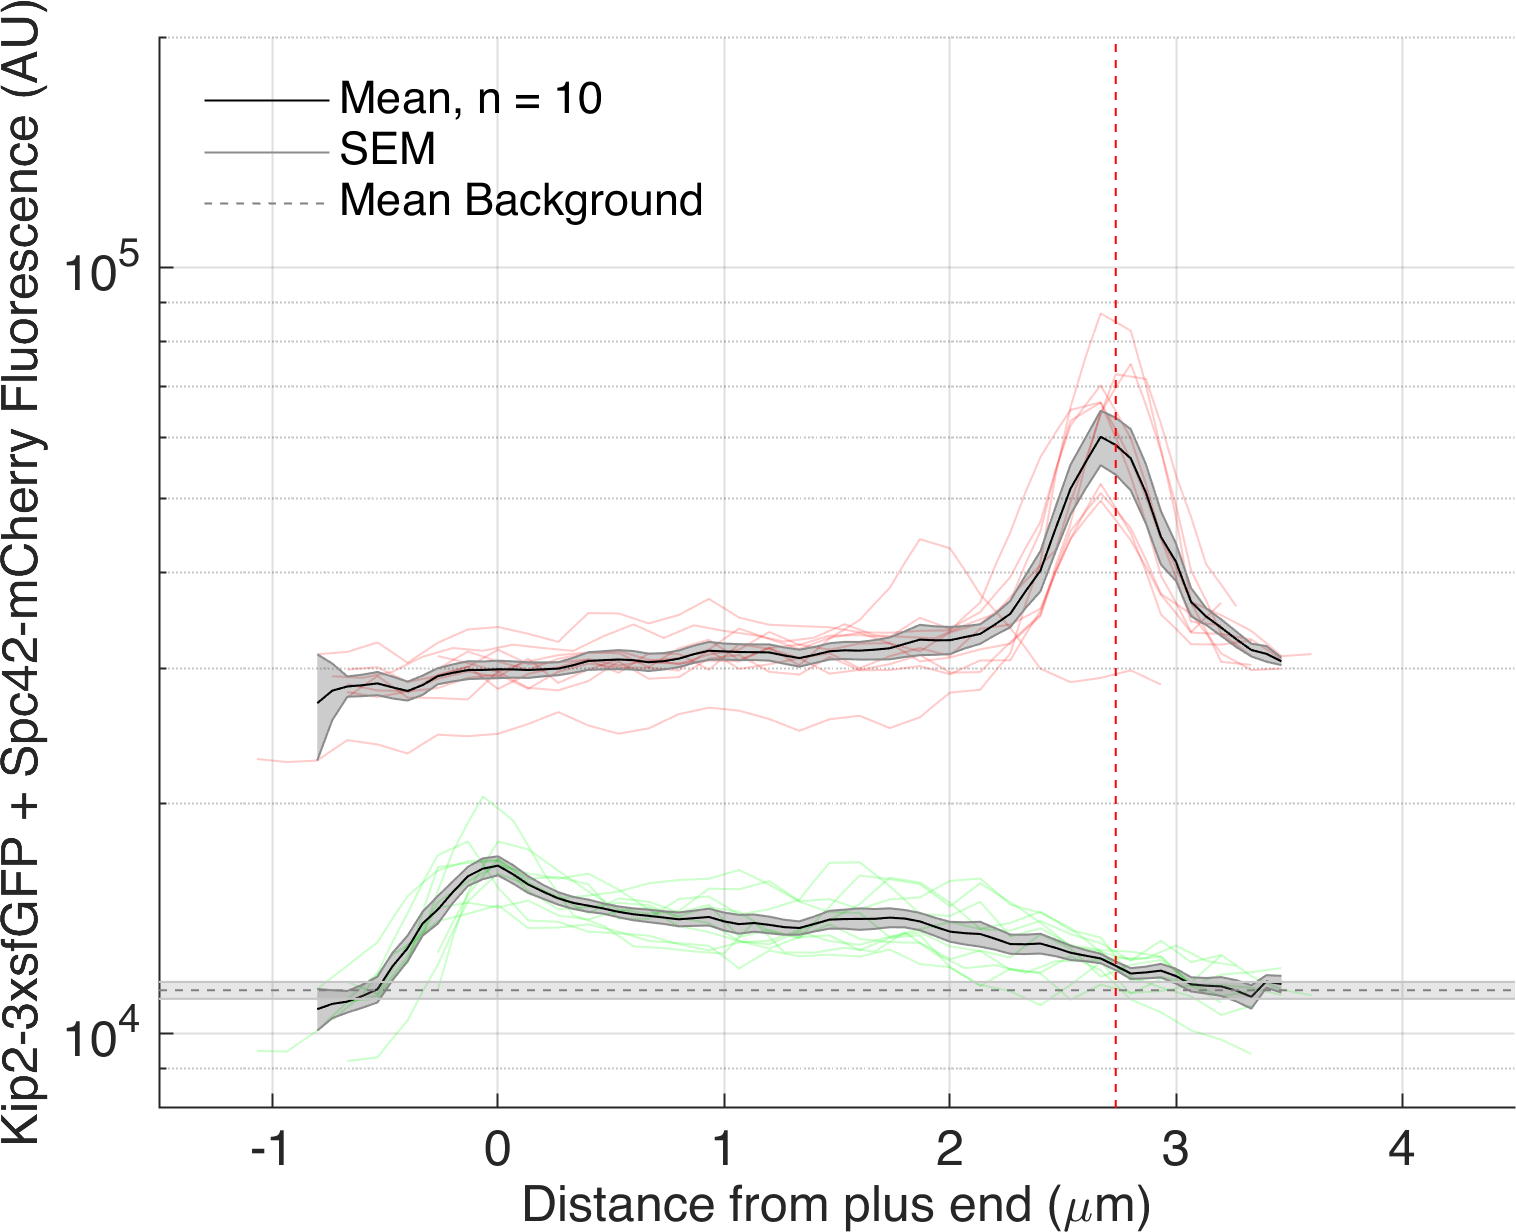 Kip2-3xsfGFP + Spc42-mCherry Fluorescence (AU)
Mean, n = 10
SEM
Mean Background
10^5
10^4
-1 0 1 2 3 4
Distance from plus end (μm)